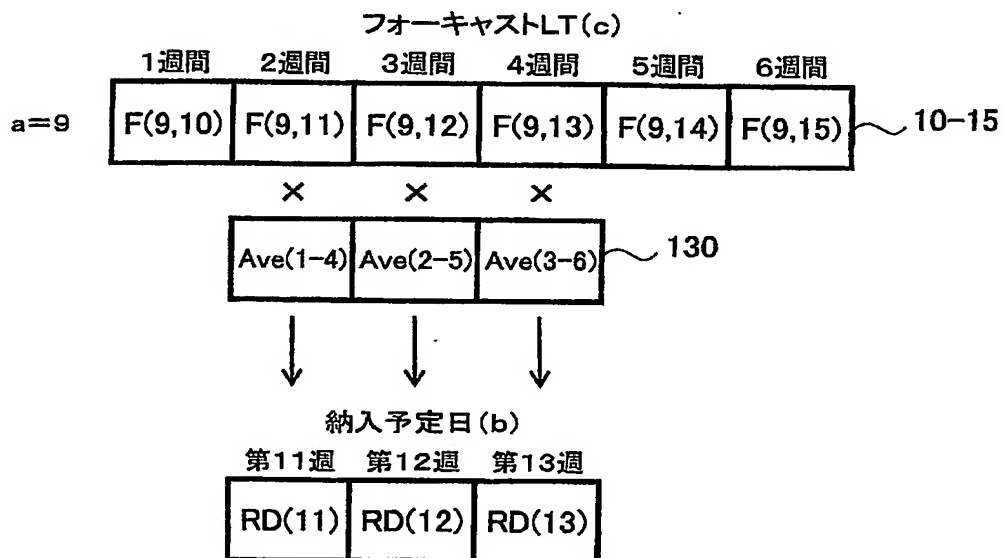 フォーキャストLT(c)
1週間 2週間 3週間 4週間 5週間 6週間
a=9 F(9,10) F(9,11) F(9,12) F(9,13) F(9,14) F(9,15) 10-15
× × ×
Ave(1-4) Ave(2-5) Ave(3-6) 130
納入予定日(b)
第11週 第12週 第13週
RD(11) RD(12) RD(13)